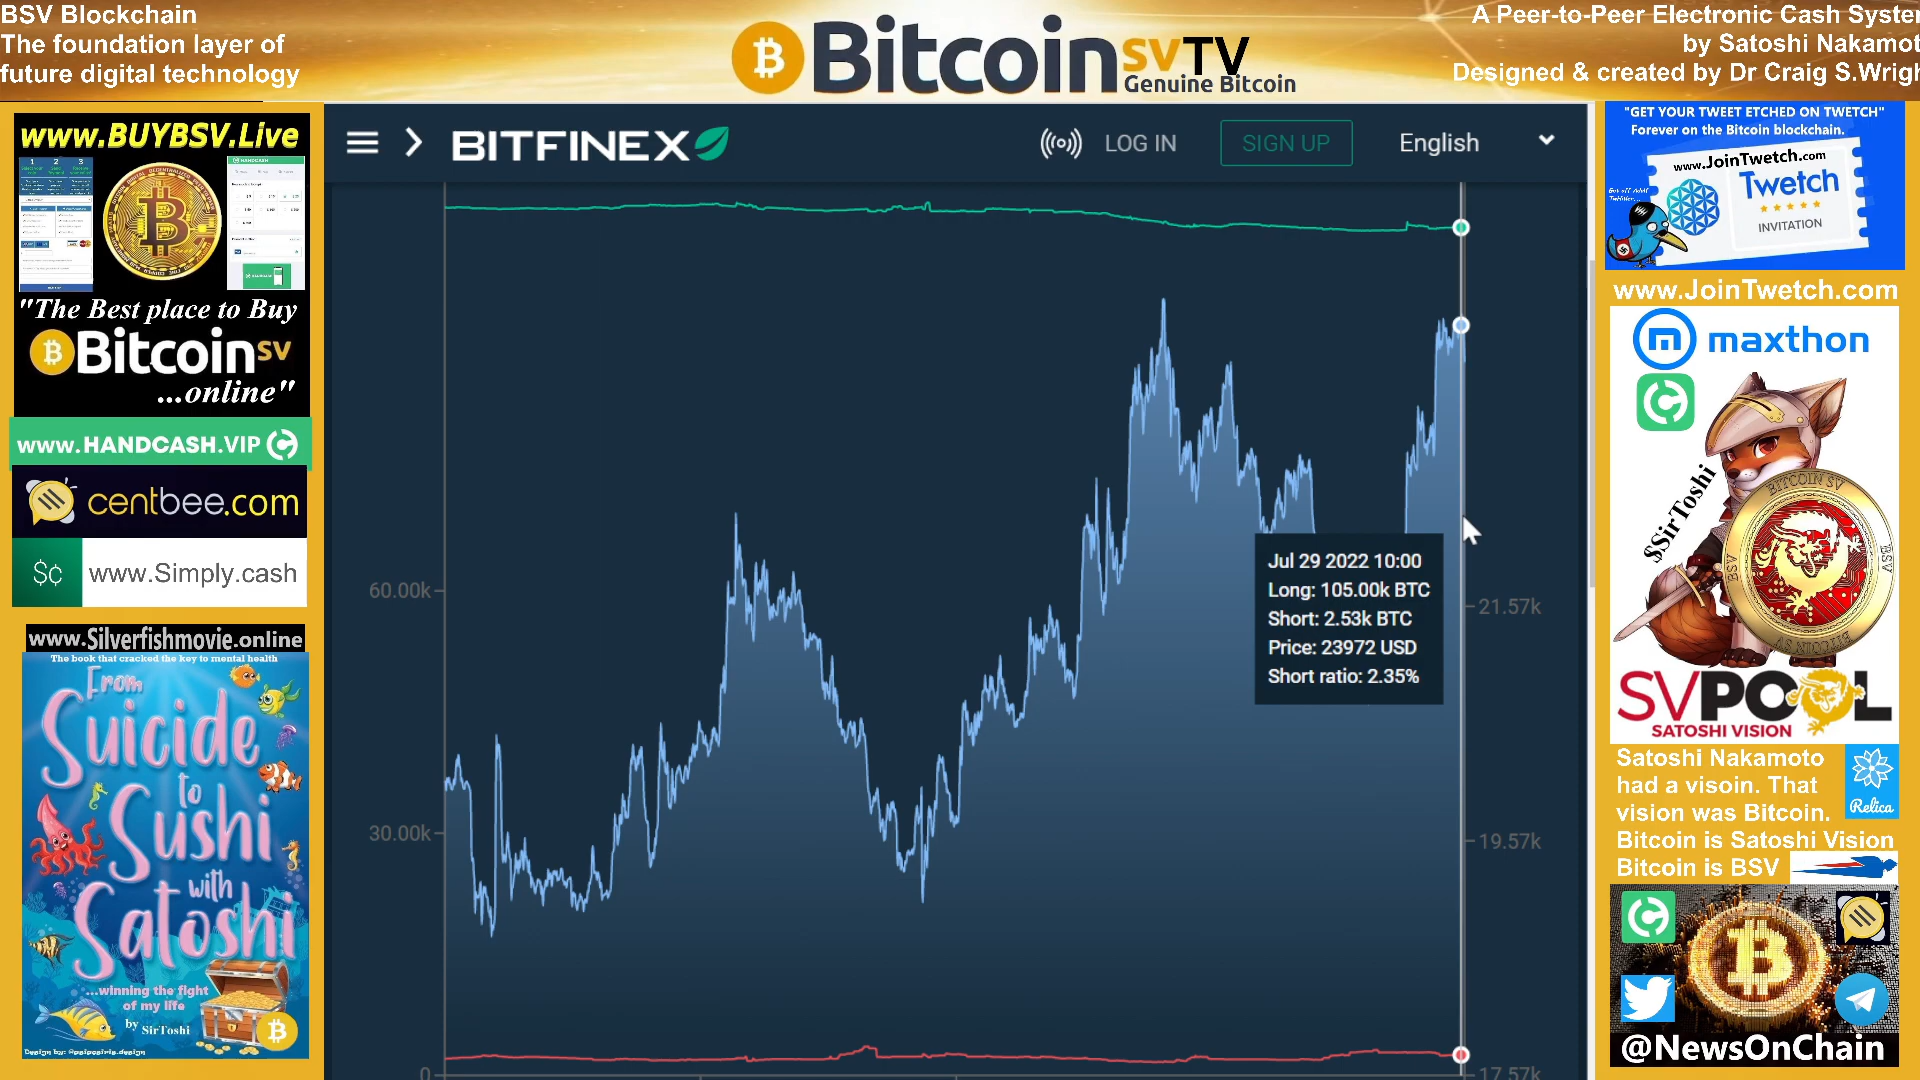 BSV Blockchain
The foundation layer of
future digital technology
Bitcoin SV TV
Genuine Bitcoin
A Peer-to-Peer Electronic Cash System
by Satoshi Nakamot
Designed & created by Dr Craig S.Wrigh
www.BUYBSV.Live
"The Best place to Buy
Bitcoin SV
...online"
www.HANDCASH.VIP
centbee.com
$¢ www.Simply.cash
www.Silverfishmovie.online
The book that cracked the key to mental health
From
Suicide
to
Sushi
with
Satoshi
...winning the fight
of my life
by SirToshi
BITFINEX
LOG IN
SIGN UP
English
60.00k
30.00k
0
21.57k
19.57k
17.57k
Jul 29 2022 10:00
Long: 105.00k BTC
Short: 2.53k BTC
Price: 23972 USD
Short ratio: 2.35%
"GET YOUR TWEET ETCHED ON TWETCH"
Forever on the Bitcoin blockchain.
www.JoinTwetch.com
Twetch
INVITATION
www.JoinTwetch.com
maxthon
$SirToshi
BITCOIN SV
BSV
BSV
BITCOIN SV
SVPOOL
SATOSHI VISION
Satoshi Nakamoto
had a visoin. That
vision was Bitcoin.
Bitcoin is Satoshi Vision
Bitcoin is BSV
Relica
@NewsOnChain